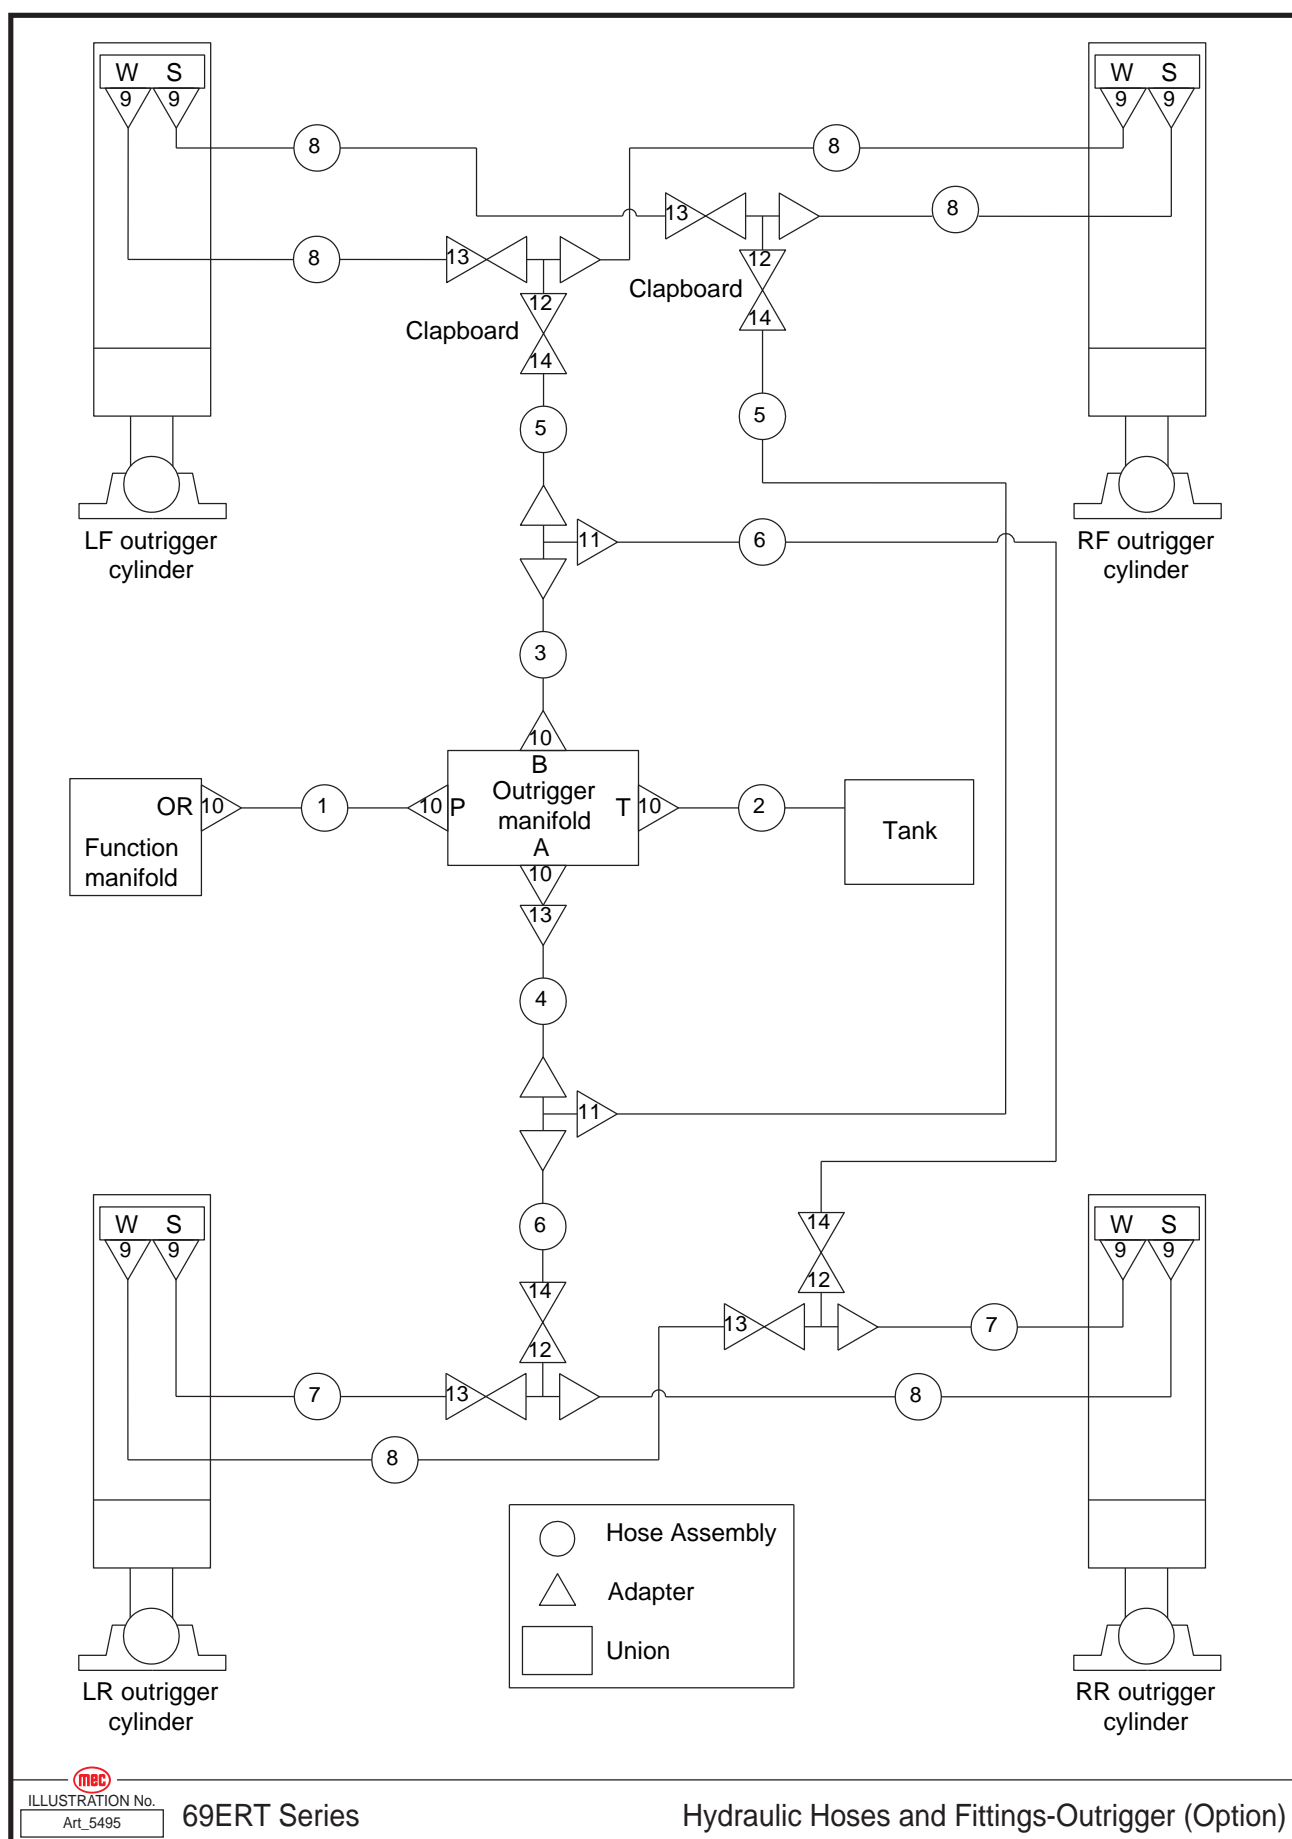 W S
W S
9 9
9 9
8
8
13
8
8
13
12
Clapboard
12
14
Clapboard
14
5
5
LF outrigger
cylinder
11
6
RF outrigger
cylinder
3
10
B
OR 10
1
10 P
Outrigger
manifold
T 10
2
Tank
Function
manifold
A
10
13
4
11
W S
6
14
W S
9 9
9 9
14
12
13
7
12
7
13
8
8
Hose Assembly
Adapter
Union
LR outrigger
cylinder
RR outrigger
cylinder
mec
ILLUSTRATION No.
Art_5495
69ERT Series
Hydraulic Hoses and Fittings-Outrigger (Option)